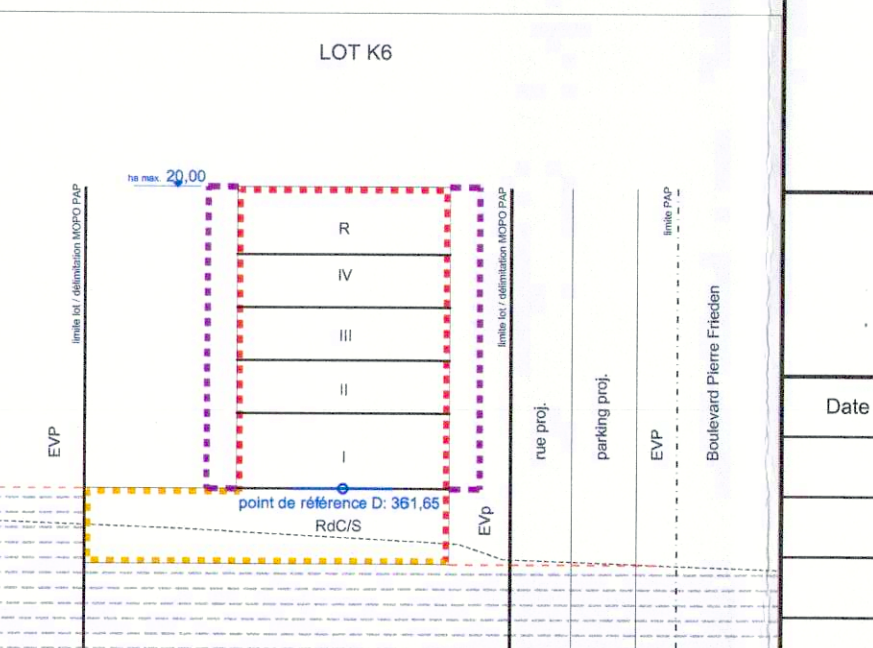 LOT K6
ha max. 20,00
limite lot / délimitation MOPO PAP
limite lot / délimitation MOPO PAP
limite PAP
R
IV
III
II
I
EVP
rue proj.
parking proj.
EVP
Boulevard Pierre Frieden
Date
point de référence D: 361,65
RdC/S
EVp